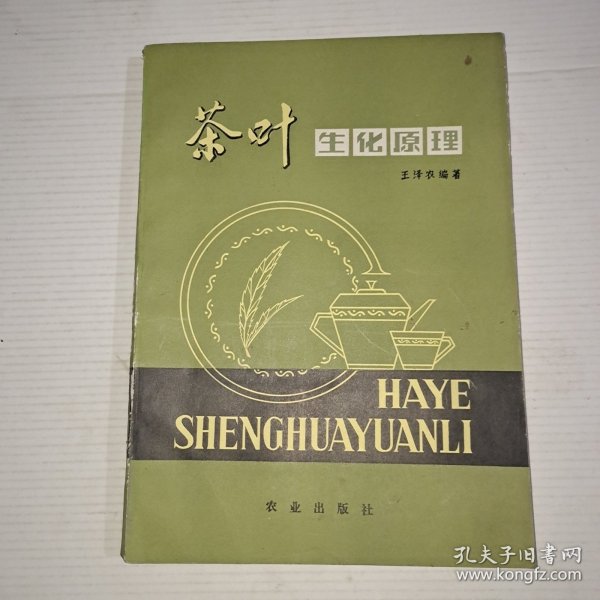 茶叶 生化原理
王泽农编著
HAYE
SHENGHUAYUANLI
农业出版社
孔夫子旧书网
www.kongfz.com